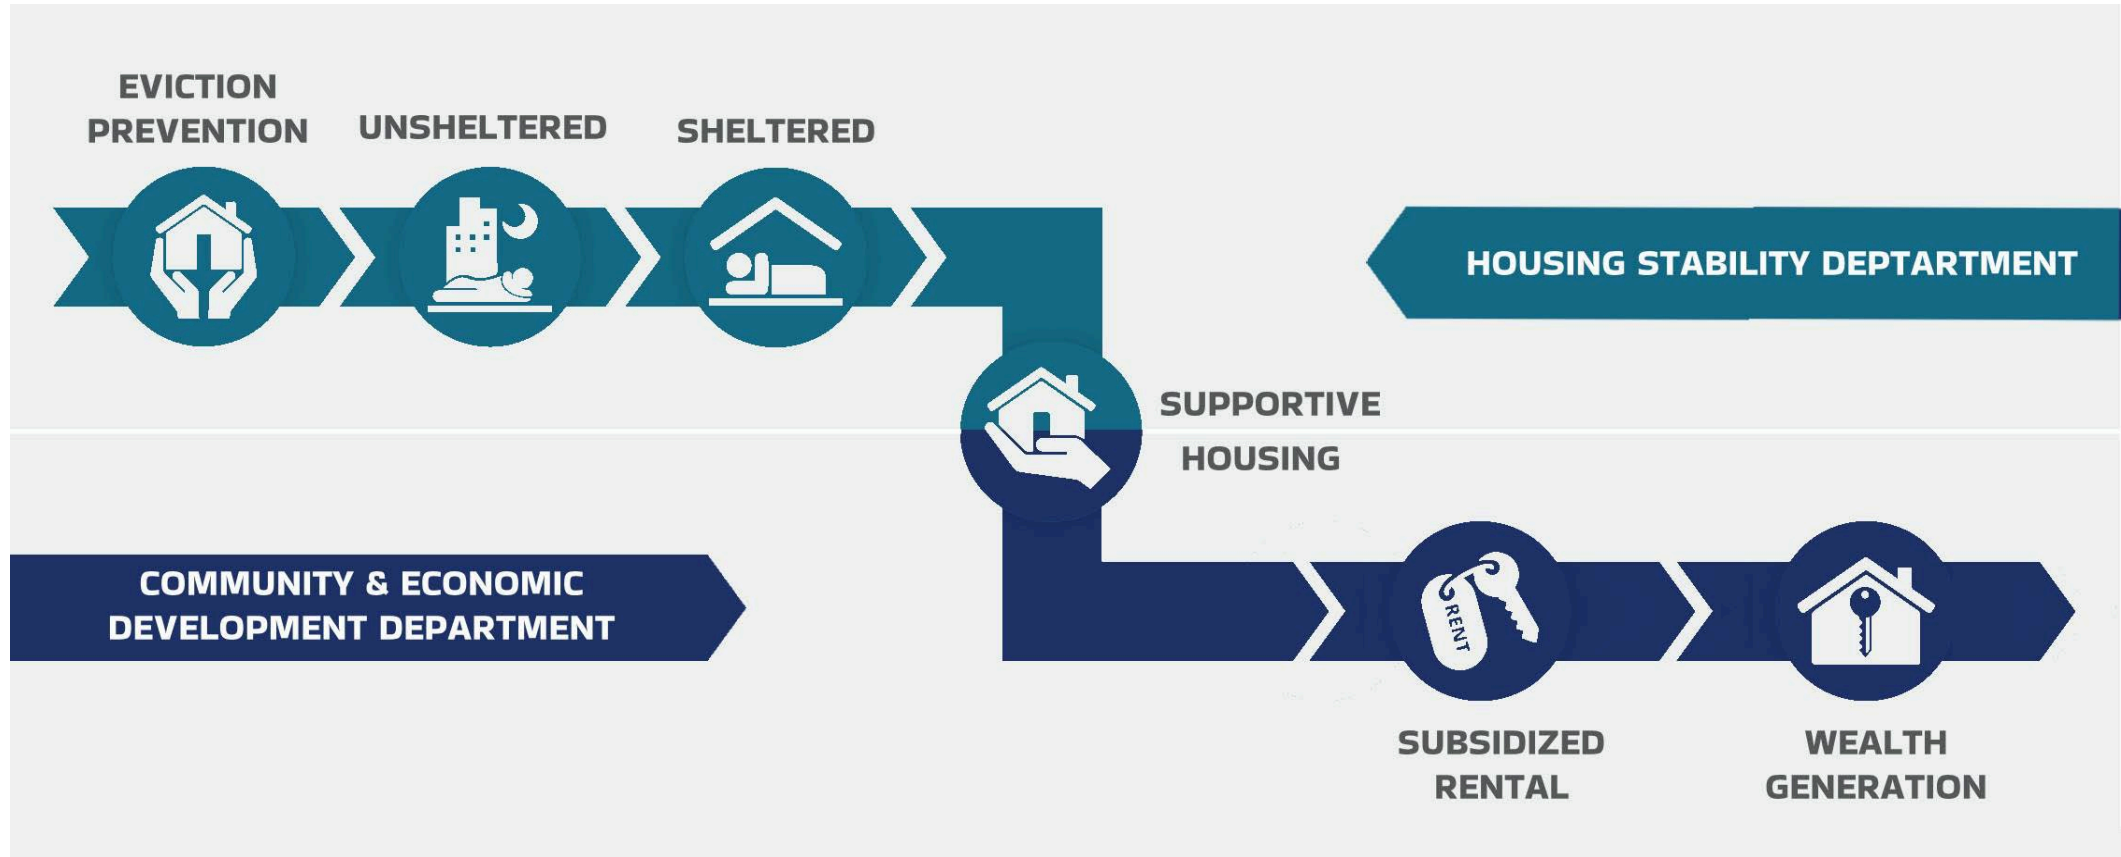 EVICTION
PREVENTION
UNSHELTERED
SHELTERED
HOUSING STABILITY DEPTARTMENT
SUPPORTIVE
HOUSING
COMMUNITY & ECONOMIC
DEVELOPMENT DEPARTMENT
RENT
SUBSIDIZED
RENTAL
WEALTH
GENERATION